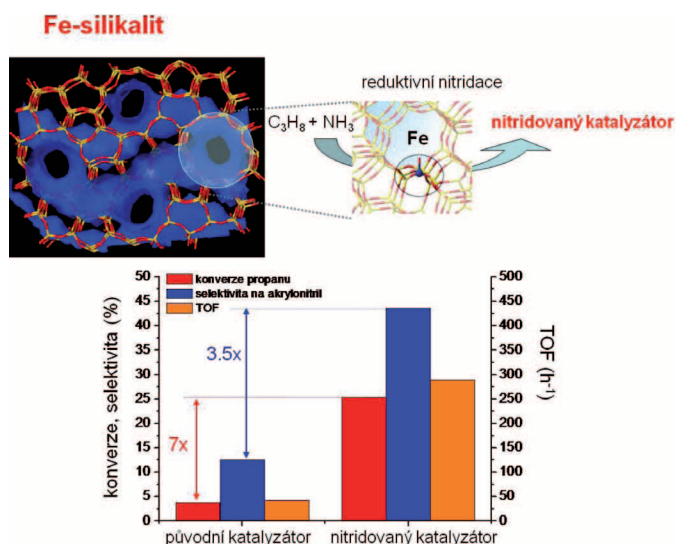 Fe-silikalit
reduktivní nitridace
C₃H₈ + NH₃
Fe
nitridovaný katalyzátor
konverze, selektivita (%)
50
45
40
35
30
25
20
15
10
5
0
konverze propanu
selektivita na akrylonitril
TOF
3.5x
7x
500
450
400
350
300
250
200
150
100
50
0
TOF (h⁻¹)
původní katalyzátor
nitridovaný katalyzátor